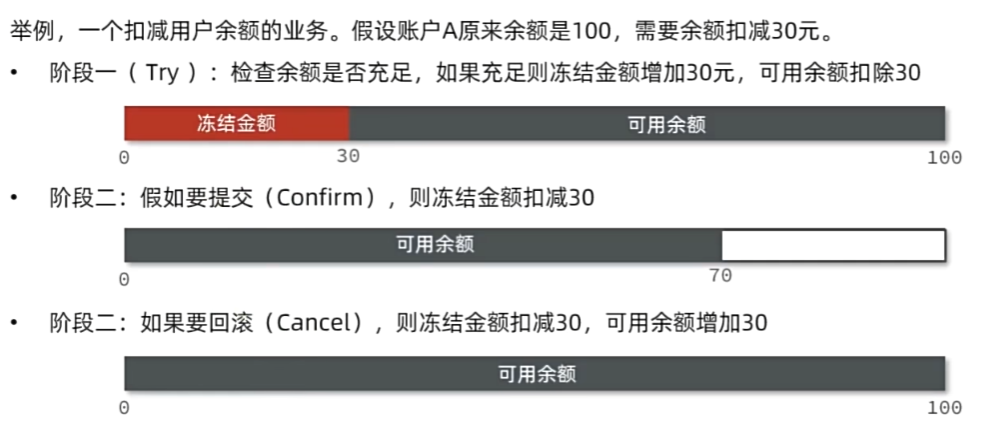 举例，一个扣减用户余额的业务。假设账户A原来余额是100，需要余额扣减30元。
• 阶段一（ Try ）：检查余额是否充足，如果充足则冻结金额增加30元，可用余额扣除30
冻结金额 可用余额
0 30 100
• 阶段二：假如要提交（Confirm），则冻结金额扣减30
可用余额
0 70
• 阶段二：如果要回滚（Cancel），则冻结金额扣减30，可用余额增加30
可用余额
0 100